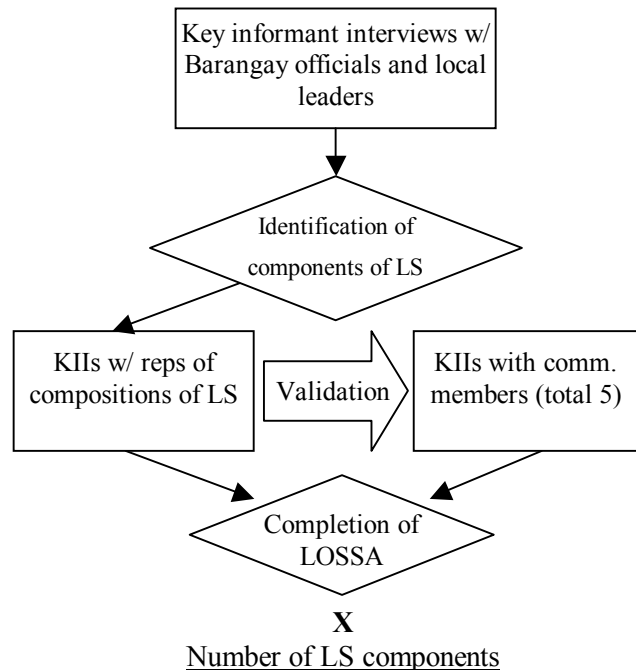 Key informant interviews w/
Barangay officials and local
leaders
Identification of
components of LS
KIIs w/ reps of
compositions of LS
Validation
KIIs with comm.
members (total 5)
Completion of
LOSSA
X
Number of LS components